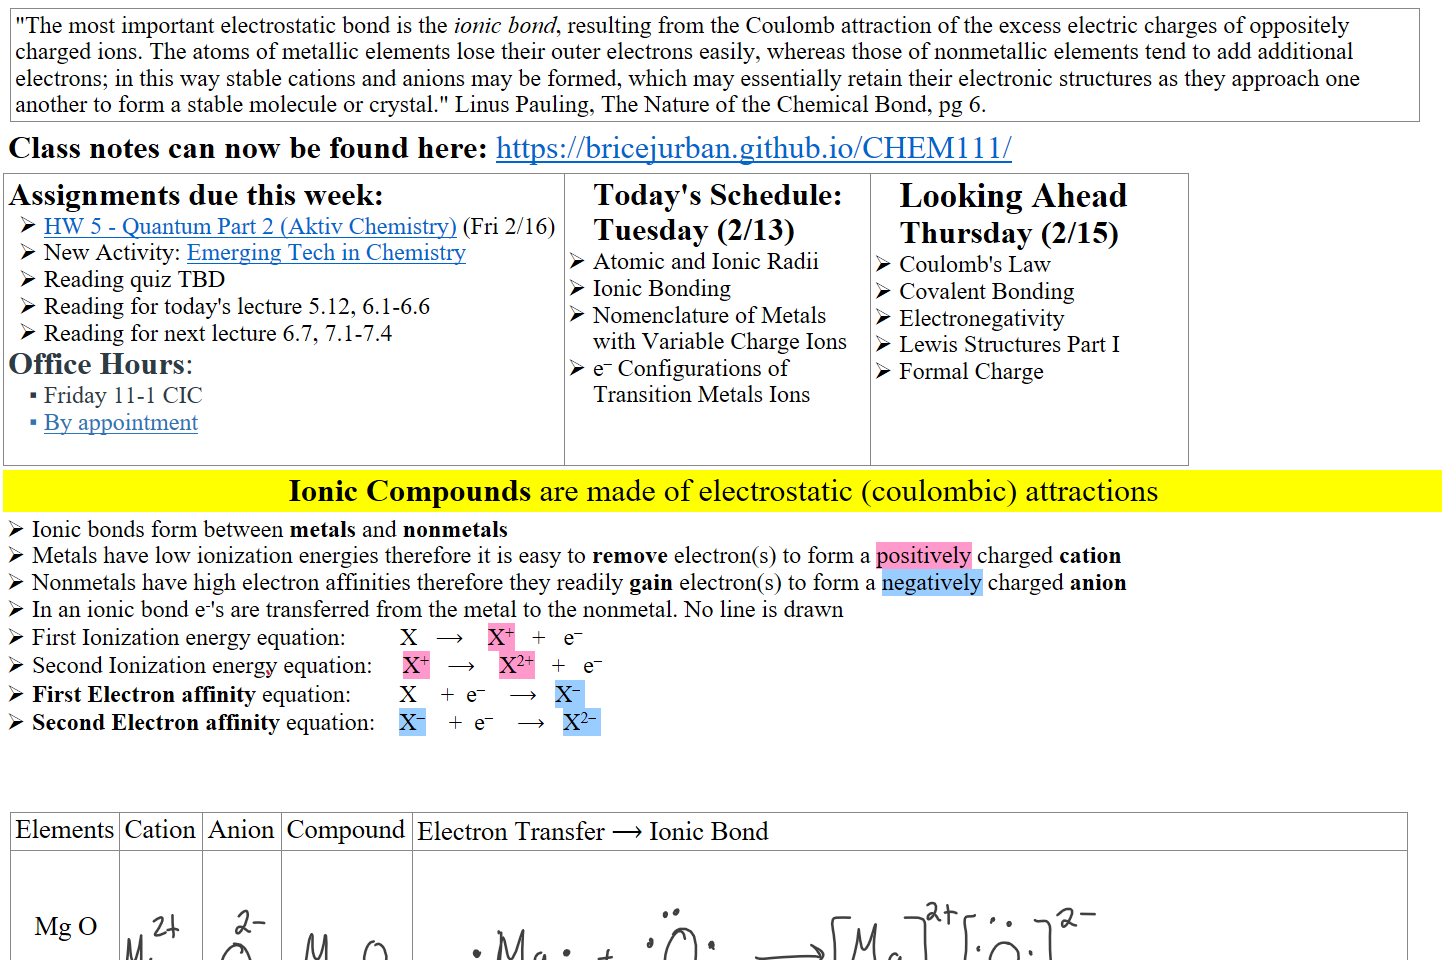 "The most important electrostatic bond is the ionic bond, resulting from the Coulomb attraction of the excess electric charges of oppositely
charged ions. The atoms of metallic elements lose their outer electrons easily, whereas those of nonmetallic elements tend to add additional
electrons; in this way stable cations and anions may be formed, which may essentially retain their electronic structures as they approach one
another to form a stable molecule or crystal." Linus Pauling, The Nature of the Chemical Bond, pg 6.
Class notes can now be found here: https://bricejurban.github.io/CHEM111/
Assignments due this week:
➢ HW 5 - Quantum Part 2 (Aktiv Chemistry) (Fri 2/16)
➢ New Activity: Emerging Tech in Chemistry
➢ Reading quiz TBD
➢ Reading for today's lecture 5.12, 6.1-6.6
➢ Reading for next lecture 6.7, 7.1-7.4
Office Hours:
▪ Friday 11-1 CIC
▪ By appointment
Today's Schedule:
Tuesday (2/13)
➢ Atomic and Ionic Radii
➢ Ionic Bonding
➢ Nomenclature of Metals
with Variable Charge Ions
➢ e⁻ Configurations of
Transition Metals Ions
Looking Ahead
Thursday (2/15)
➢ Coulomb's Law
➢ Covalent Bonding
➢ Electronegativity
➢ Lewis Structures Part I
➢ Formal Charge
Ionic Compounds are made of electrostatic (coulombic) attractions
➢ Ionic bonds form between metals and nonmetals
➢ Metals have low ionization energies therefore it is easy to remove electron(s) to form a positively charged cation
➢ Nonmetals have high electron affinities therefore they readily gain electron(s) to form a negatively charged anion
➢ In an ionic bond e⁻'s are transferred from the metal to the nonmetal. No line is drawn
➢ First Ionization energy equation: X ⟶ X⁺ + e⁻
➢ Second Ionization energy equation: X⁺ ⟶ X²⁺ + e⁻
➢ First Electron affinity equation: X + e⁻ ⟶ X⁻
➢ Second Electron affinity equation: X⁻ + e⁻ ⟶ X²⁻
Elements Cation Anion Compound Electron Transfer ⟶ Ionic Bond
Mg O Mg²⁺ O²⁻ Mg O ·Mg· + ·Ö· ⟶ [Mg]²⁺ [:Ö:]²⁻